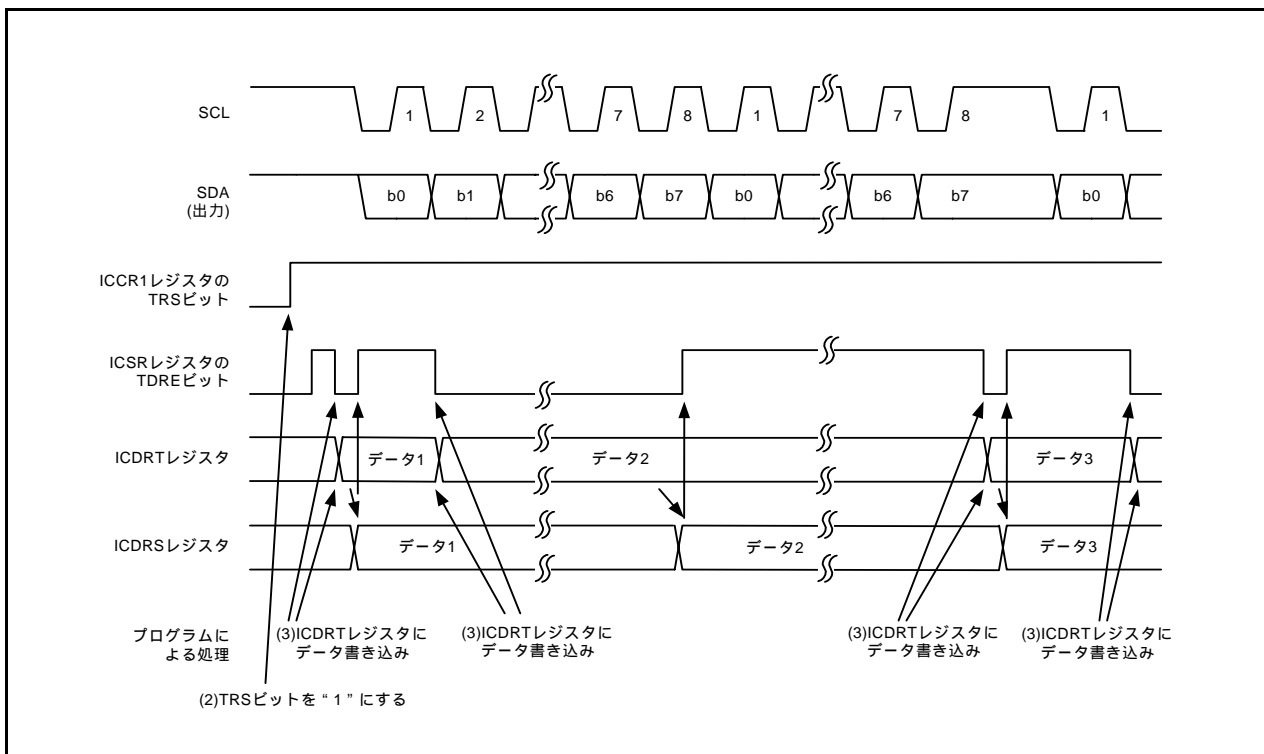 SCL
1 2 7 8 1 7 8 1
SDA
(出力)
b0 b1 b6 b7 b0 b6 b7 b0
ICCR1レジスタの
TRSビット
ICSRレジスタの
TDREビット
ICDRTレジスタ
データ1 データ2 データ3
ICDRSレジスタ
データ1 データ2 データ3
プログラムに
よる処理
(3)ICDRTレジスタに
データ書き込み
(3)ICDRTレジスタに
データ書き込み
(3)ICDRTレジスタに
データ書き込み
(3)ICDRTレジスタに
データ書き込み
(2)TRSビットを“1”にする